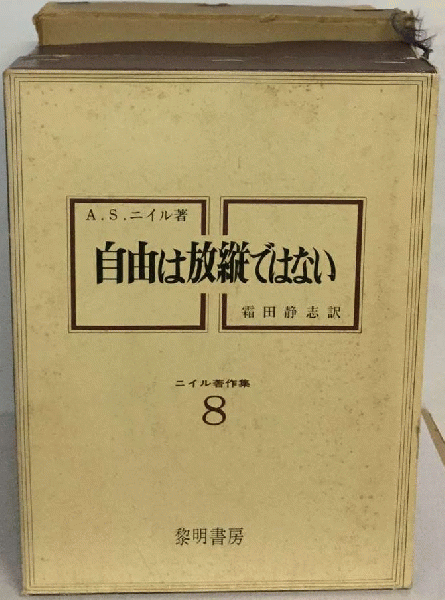 A.S.ニイル著
自由は放縦ではない
霜田静志訳
ニイル著作集
8
黎明書房